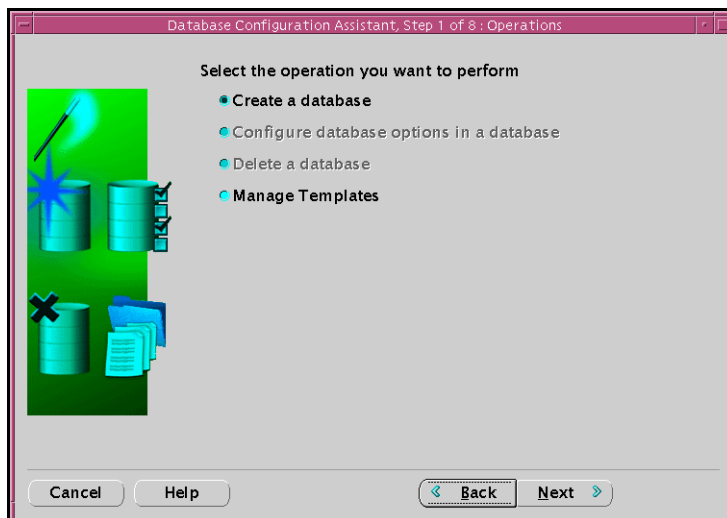 Database Configuration Assistant, Step 1 of 8 : Operations
Select the operation you want to perform
Create a database
Configure database options in a database
Delete a database
Manage Templates
Cancel
Help
Back
Next